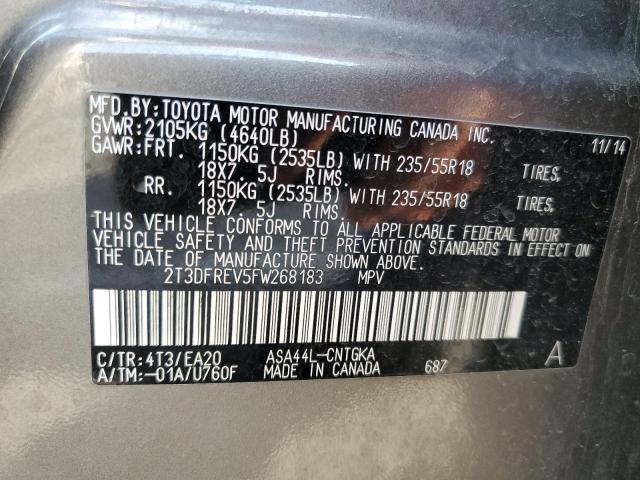 MFD.BY:TOYOTA MOTOR MANUFACTURING CANADA INC.
GVWR:2105KG (4640LB) 11/14
GAWR:FRT. 1150KG (2535LB) WITH 235/55R18 TIRES,
18X7.5J RIMS.
RR. 1150KG (2535LB) WITH 235/55R18 TIRES,
18X7.5J RIMS.
THIS VEHICLE CONFORMS TO ALL APPLICABLE FEDERAL MOTOR
VEHICLE SAFETY AND THEFT PREVENTION STANDARDS IN EFFECT ON
THE DATE OF MANUFACTURE SHOWN ABOVE.
2T3DFREV5FW268183 MPV
C/TR:4T3/EA20 ASA44L-CNTGKA A
A/TM:-01A/U760F MADE IN CANADA 687